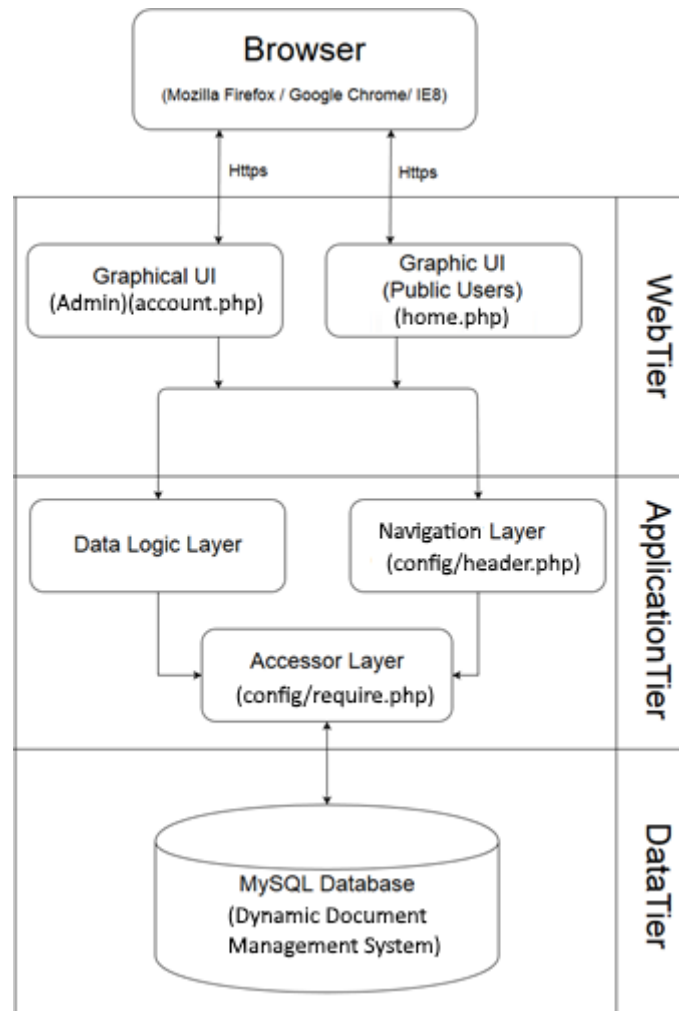 Browser
(Mozilla Firefox / Google Chrome/ IE8)
Https
Https
Graphical UI
(Admin)(account.php)
Graphic UI
(Public Users)
(home.php)
WebTier
Data Logic Layer
Navigation Layer
(config/header.php)
Accessor Layer
(config/require.php)
ApplicationTier
MySQL Database
(Dynamic Document
Management System)
DataTier